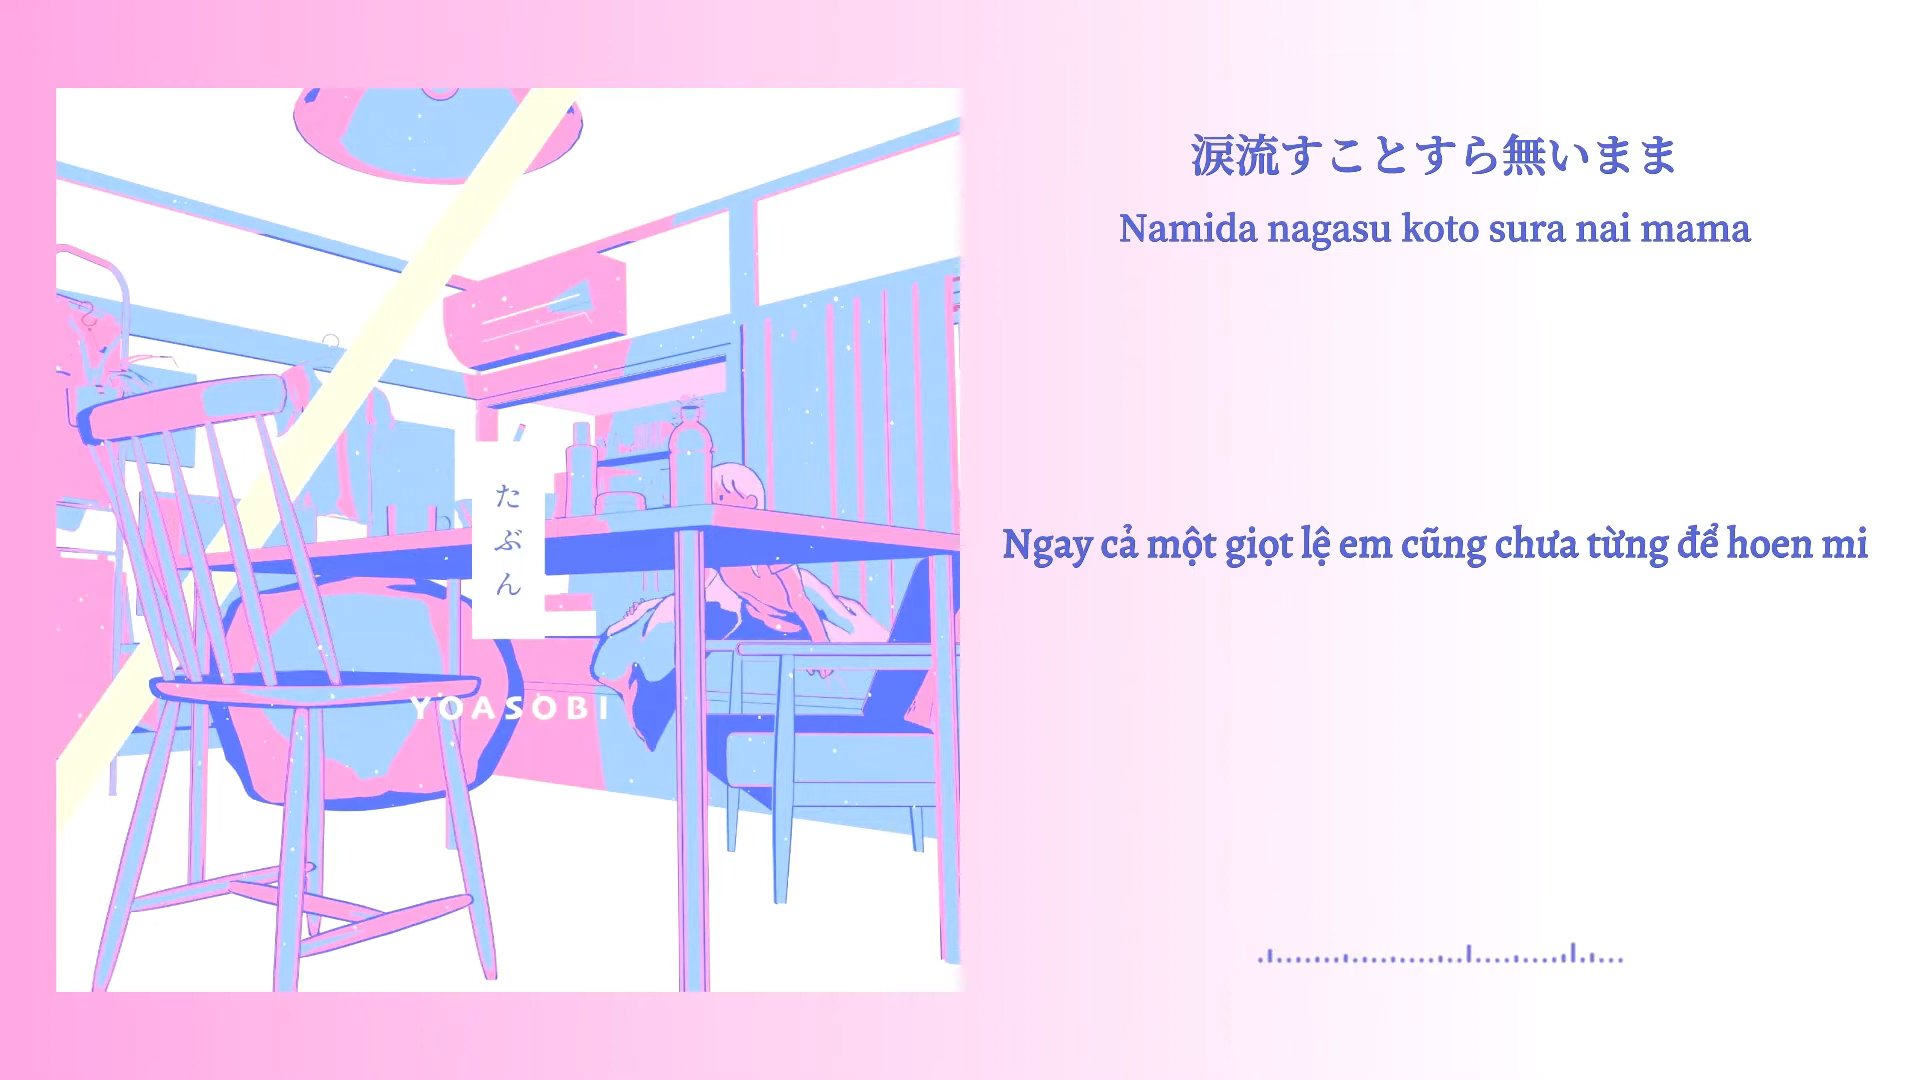 たぶん
YOASOBI
涙流すことすら無いまま
Namida nagasu koto sura nai mama
Ngay cả một giọt lệ em cũng chưa từng để hoen mi